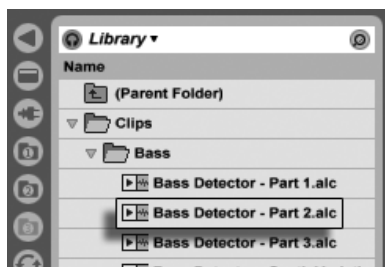 Library
Name
(Parent Folder)
Clips
Bass
Bass Detector - Part 1.alc
Bass Detector - Part 2.alc
Bass Detector - Part 3.alc